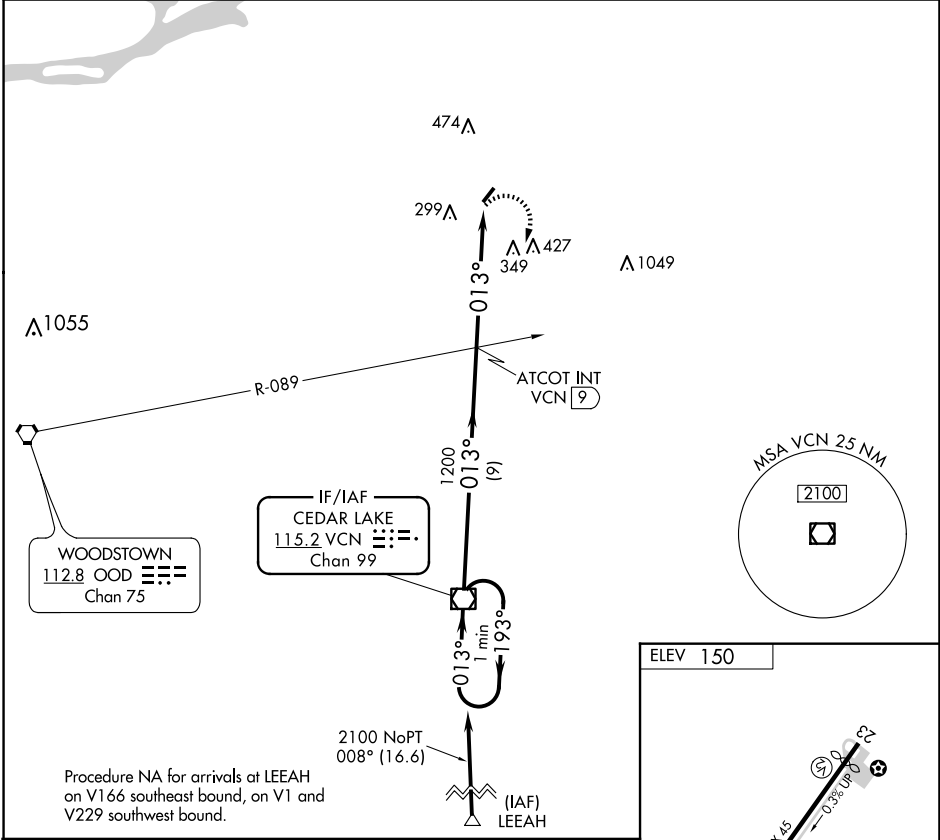 474
299
427
349
1049
1055
013°
R-089
ATCOT INT
VCN 9
1200
013°
(9)
MSA VCN 25 NM
2100
IF/IAF
CEDAR LAKE
115.2 VCN
Chan 99
WOODSTOWN
112.8 OOD
Chan 75
013°
1 min
193°
2100 NoPT
008° (16.6)
(IAF)
LEEAH
Procedure NA for arrivals at LEEAH
on V166 southeast bound, on V1 and
V229 southwest bound.
ELEV 150
23
0.3% UP
X 45